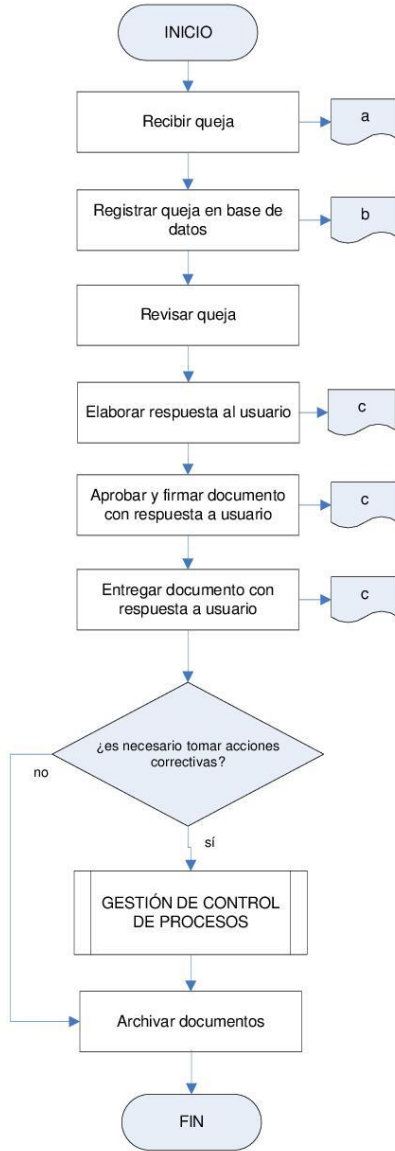 INICIO
Recibir queja
a
Registrar queja en base de
datos
b
Revisar queja
Elaborar respuesta al usuario
c
Aprobar y firmar documento
con respuesta a usuario
c
Entregar documento con
respuesta a usuario
c
¿es necesario tomar acciones
correctivas?
no
sí
GESTIÓN DE CONTROL
DE PROCESOS
Archivar documentos
FIN